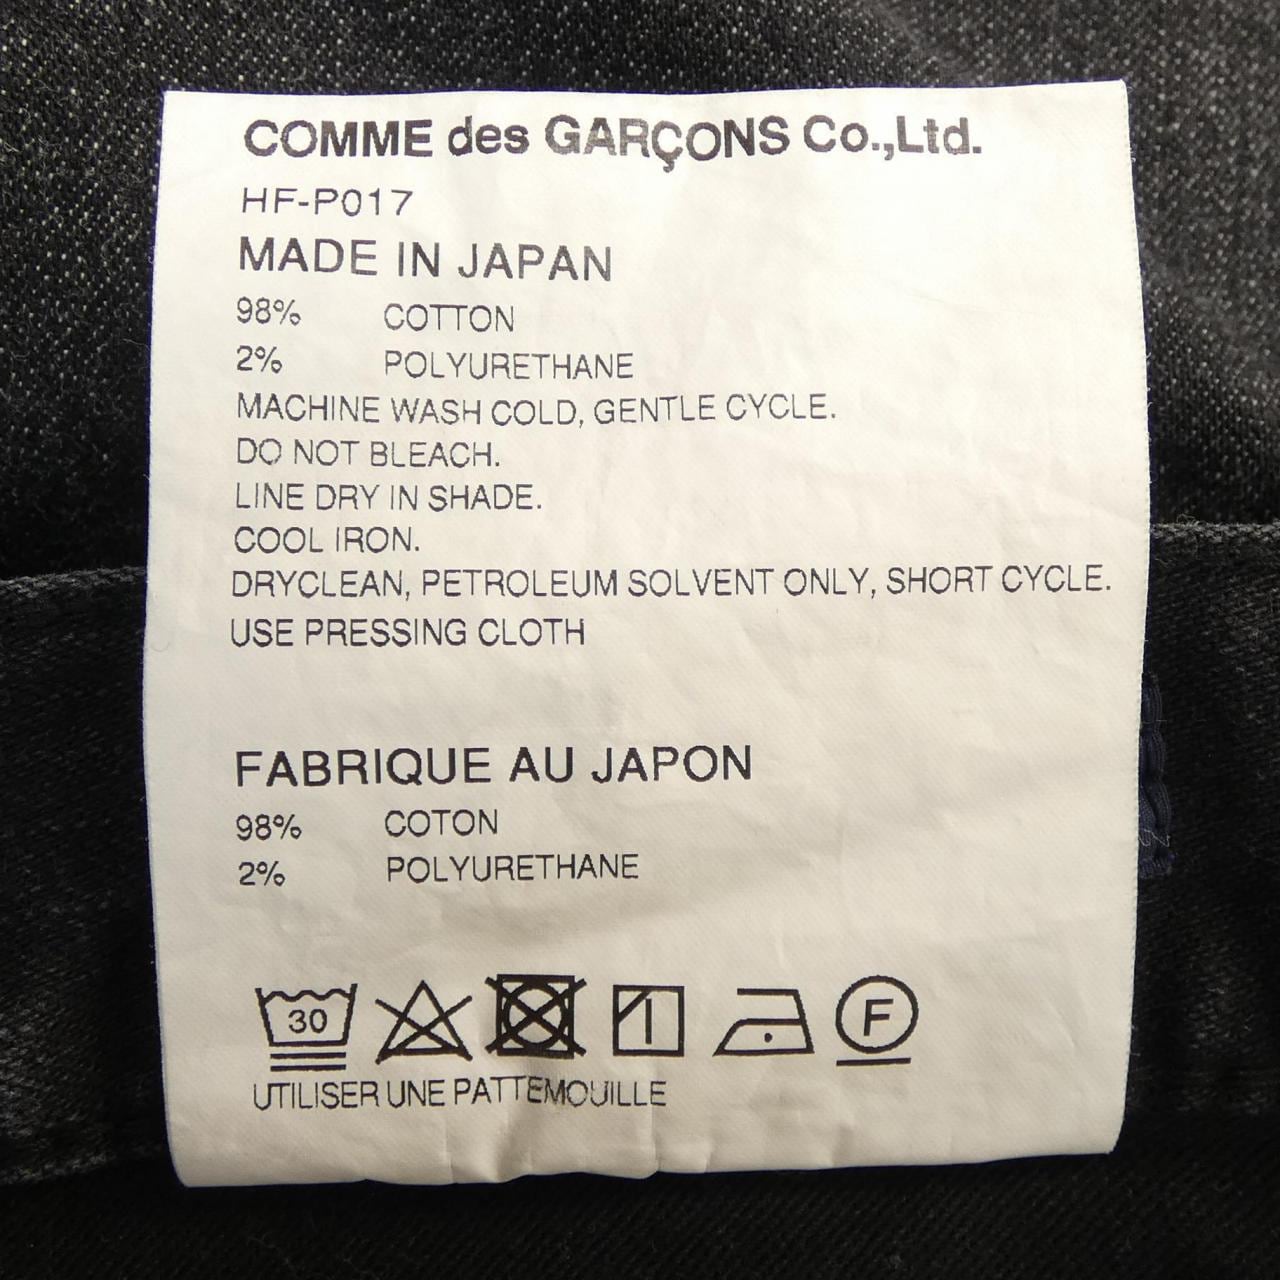 COMME des GARÇONS Co.,Ltd.
HF-P017
MADE IN JAPAN
98% COTTON
2% POLYURETHANE
MACHINE WASH COLD, GENTLE CYCLE.
DO NOT BLEACH.
LINE DRY IN SHADE.
COOL IRON.
DRYCLEAN, PETROLEUM SOLVENT ONLY, SHORT CYCLE.
USE PRESSING CLOTH
FABRIQUE AU JAPON
98% COTON
2% POLYURETHANE
30 F
UTILISER UNE PATTEMOUILLE